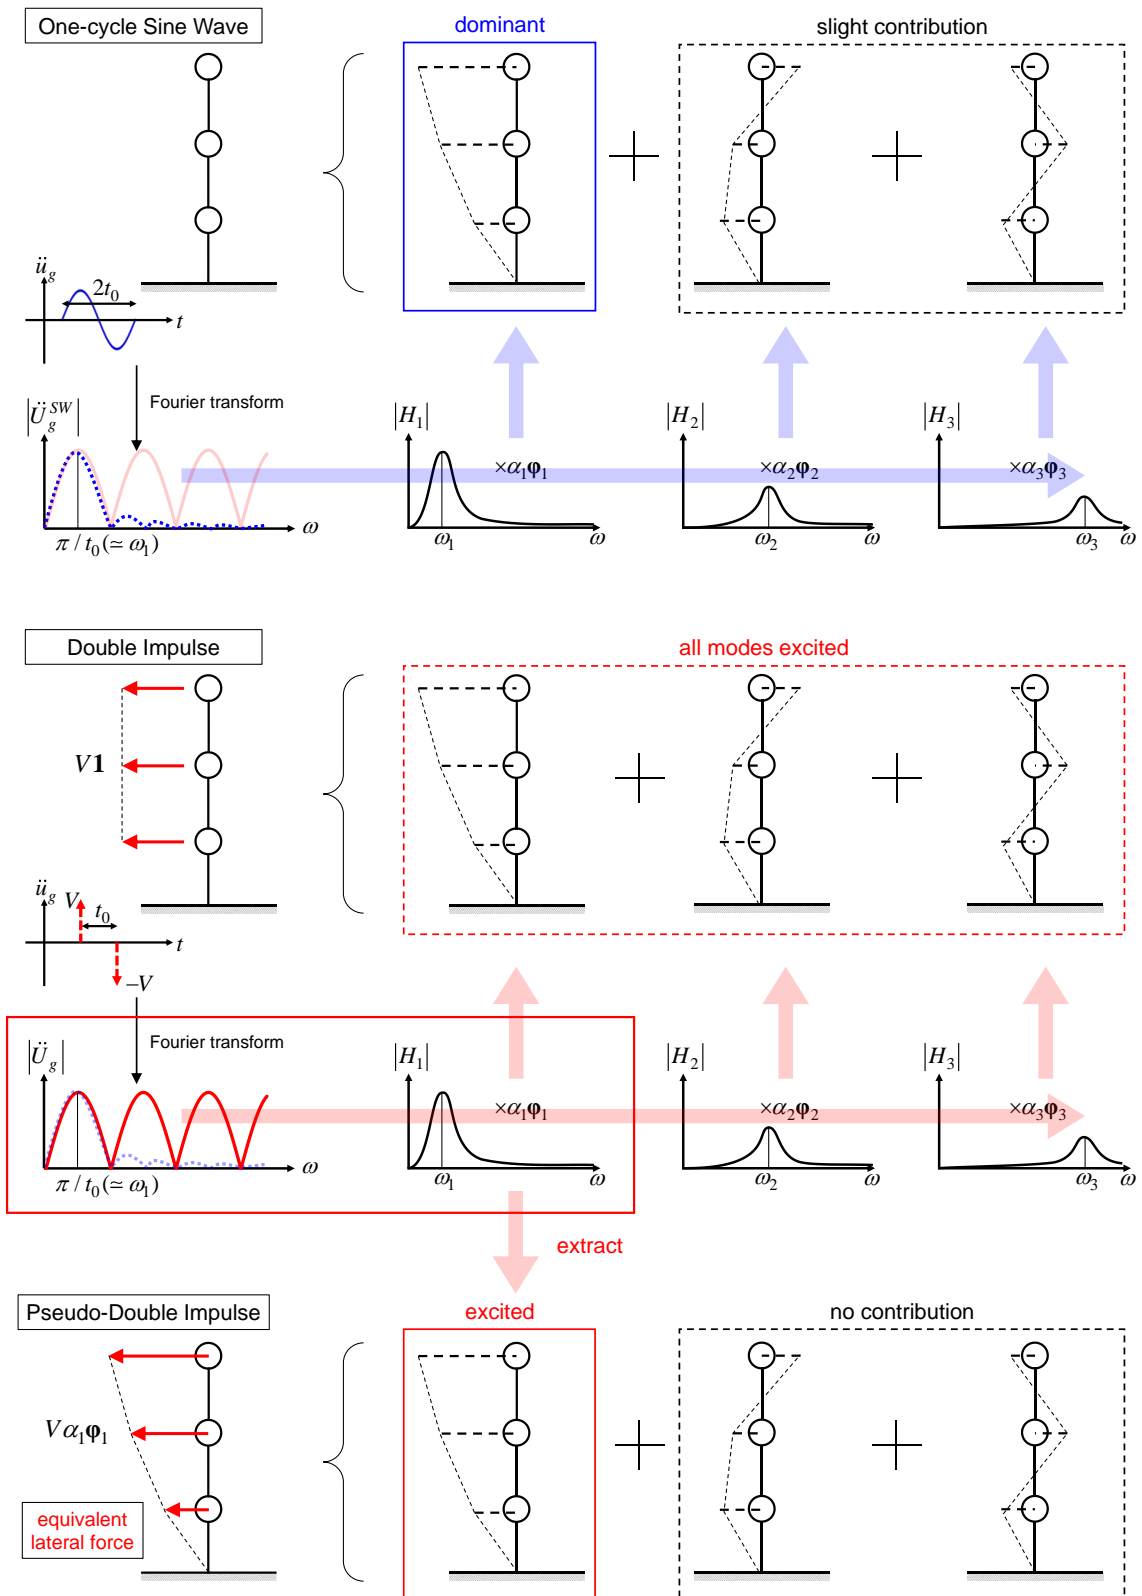 One-cycle Sine Wave
dominant
slight contribution
ü_g
2t_0
t
Fourier transform
|Ü_g^{SW}|
|H_1|
|H_2|
|H_3|
×α_1φ_1
×α_2φ_2
×α_3φ_3
ω
π / t_0 (≃ ω_1)
ω_1
ω
ω_2
ω
ω_3
ω
Double Impulse
all modes excited
V1
ü_g
V
t_0
t
−V
Fourier transform
|Ü_g|
|H_1|
|H_2|
|H_3|
×α_1φ_1
×α_2φ_2
×α_3φ_3
ω
π / t_0 (≃ ω_1)
ω_1
ω
ω_2
ω
ω_3
ω
extract
Pseudo-Double Impulse
excited
no contribution
Vα_1φ_1
equivalent
lateral force